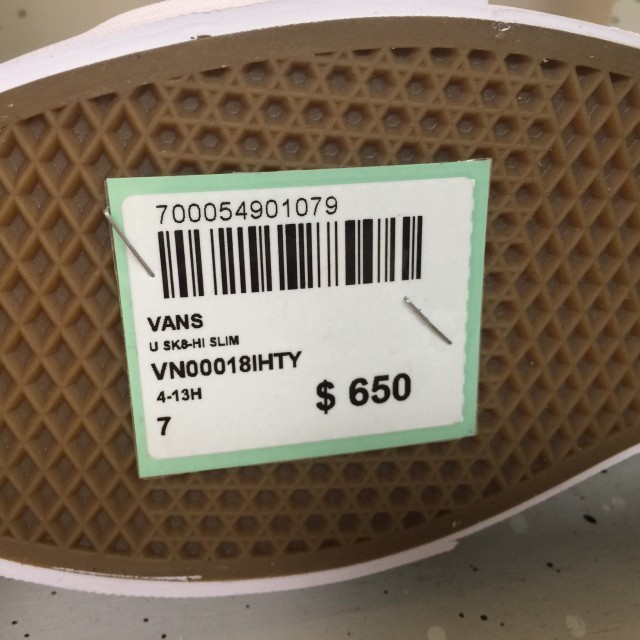 700054901079
VANS
U SK8-HI SLIM
VN00018IHTY
4-13H
$ 650
7